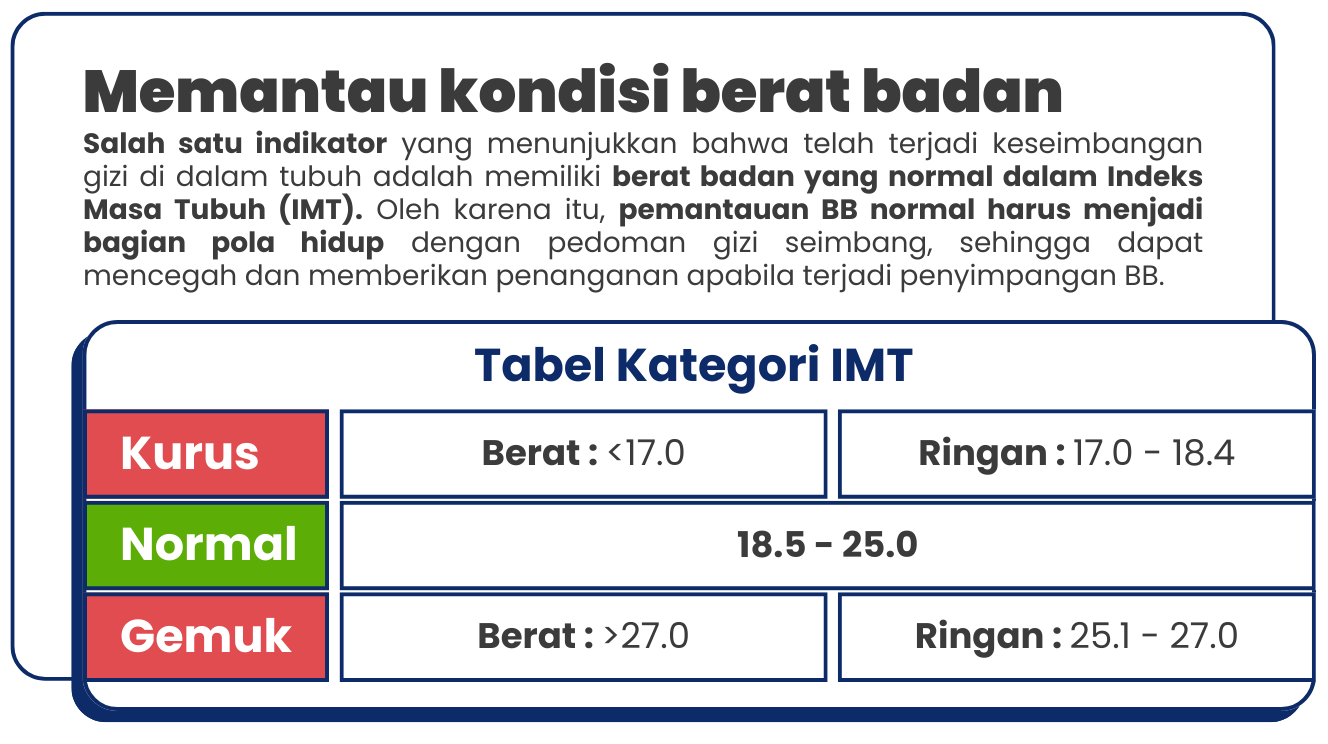 Memantau kondisi berat badan
Salah satu indikator yang menunjukkan bahwa telah terjadi keseimbangan
gizi di dalam tubuh adalah memiliki berat badan yang normal dalam Indeks
Masa Tubuh (IMT). Oleh karena itu, pemantauan BB normal harus menjadi
bagian pola hidup dengan pedoman gizi seimbang, sehingga dapat
mencegah dan memberikan penanganan apabila terjadi penyimpangan BB.
Tabel Kategori IMT
Kurus Berat : <17.0 Ringan : 17.0 - 18.4
Normal 18.5 - 25.0
Gemuk Berat : >27.0 Ringan : 25.1 - 27.0